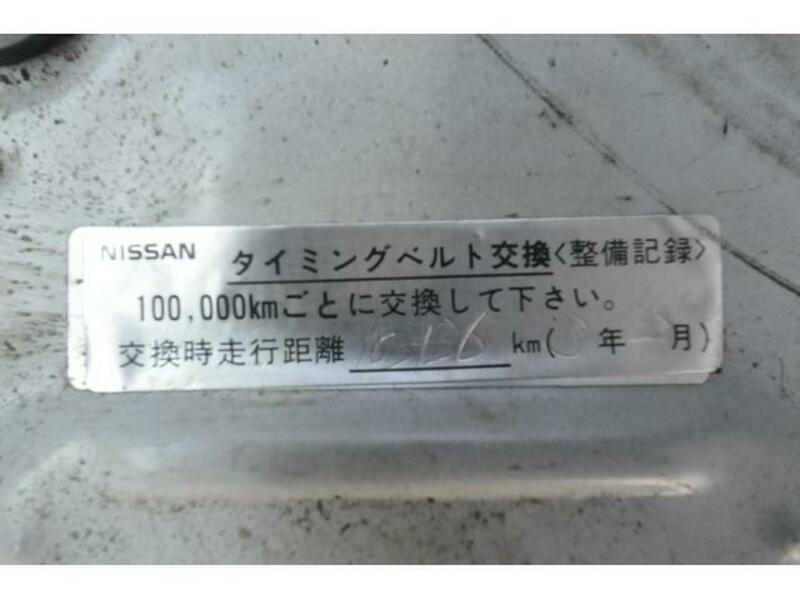 NISSAN タイミングベルト交換<整備記録>
100,000kmごとに交換して下さい。
交換時走行距離 km( 年 月)